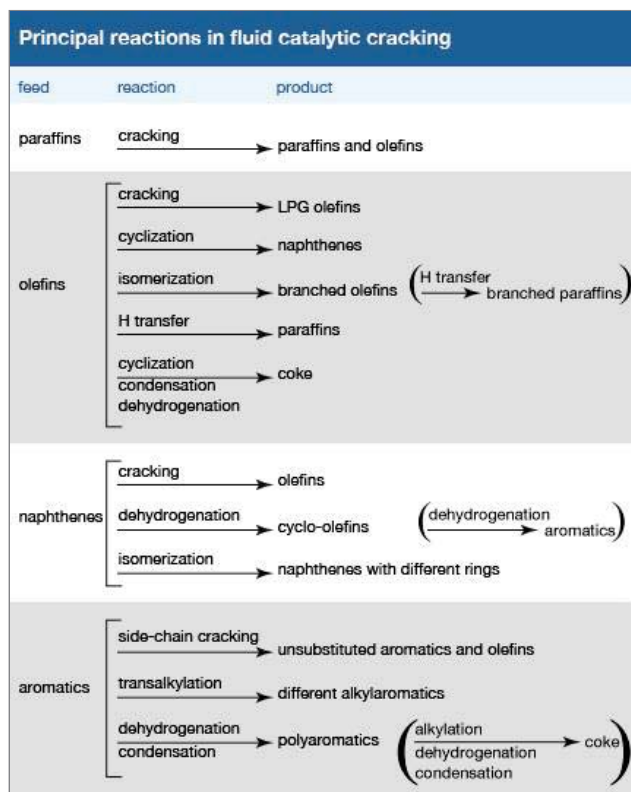 Principal reactions in fluid catalytic cracking
feed reaction product
paraffins cracking paraffins and olefins
olefins
cracking LPG olefins
cyclization naphthenes
isomerization branched olefins (H transfer branched paraffins)
H transfer paraffins
cyclization coke
condensation
dehydrogenation
naphthenes
cracking olefins
dehydrogenation cyclo-olefins (dehydrogenation aromatics)
isomerization naphthenes with different rings
aromatics
side-chain cracking unsubstituted aromatics and olefins
transalkylation different alkylaromatics
dehydrogenation polyaromatics (alkylation coke
condensation dehydrogenation
condensation)